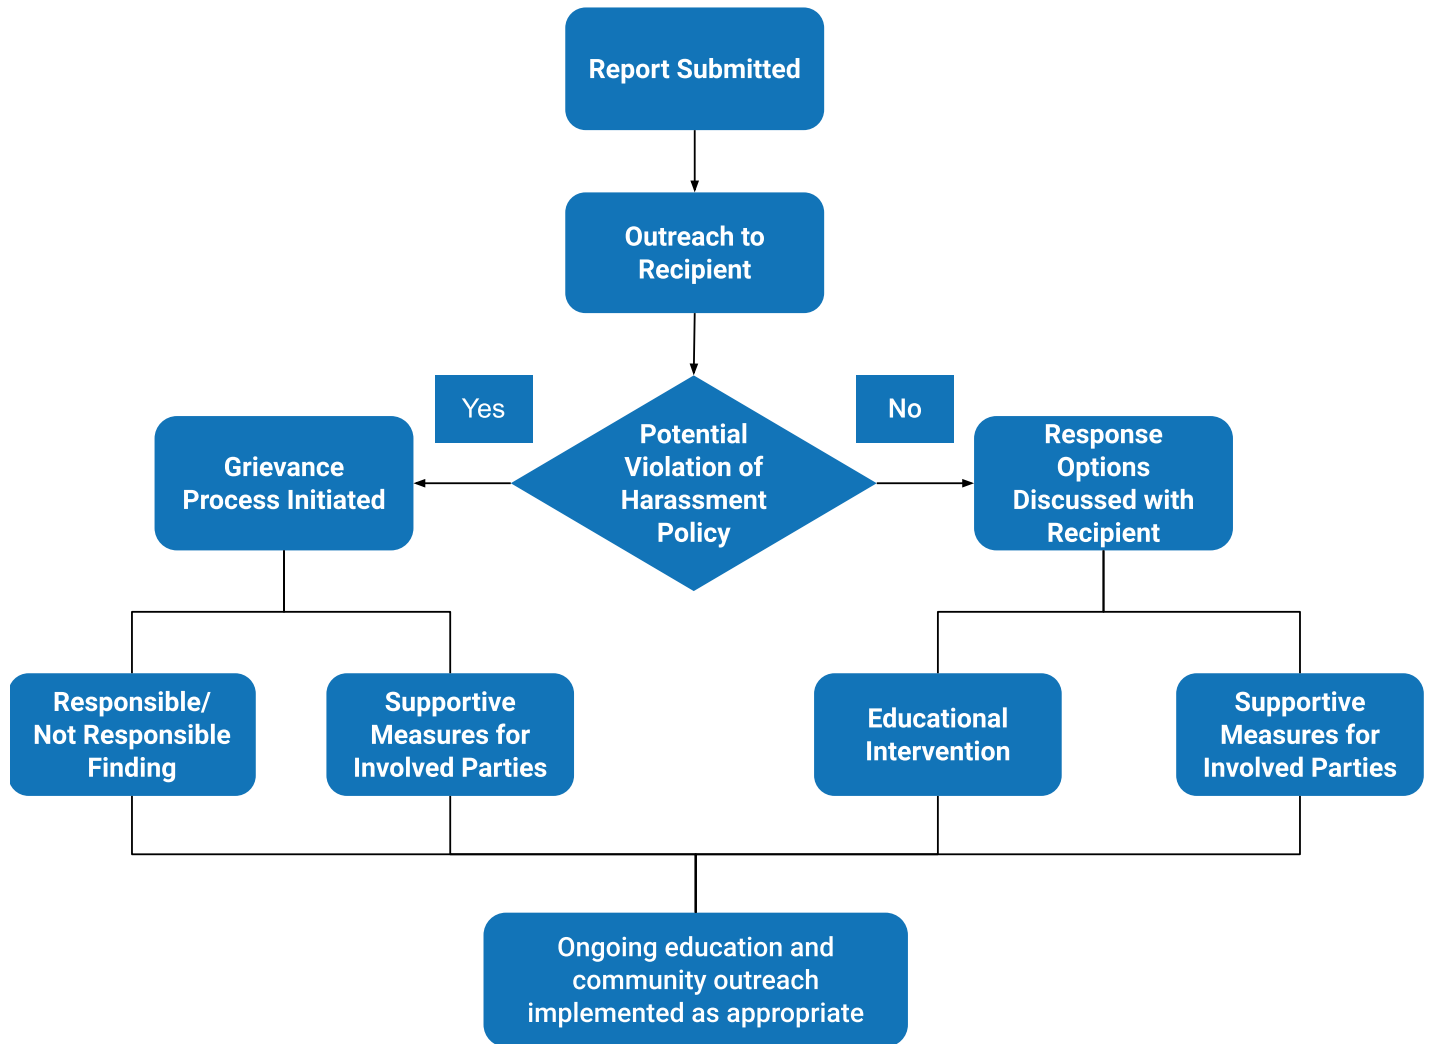 Report Submitted
Outreach to
Recipient
Yes
No
Potential
Violation of
Harassment
Policy
Grievance
Process Initiated
Response
Options
Discussed with
Recipient
Responsible/
Not Responsible
Finding
Supportive
Measures for
Involved Parties
Educational
Intervention
Supportive
Measures for
Involved Parties
Ongoing education and
community outreach
implemented as appropriate